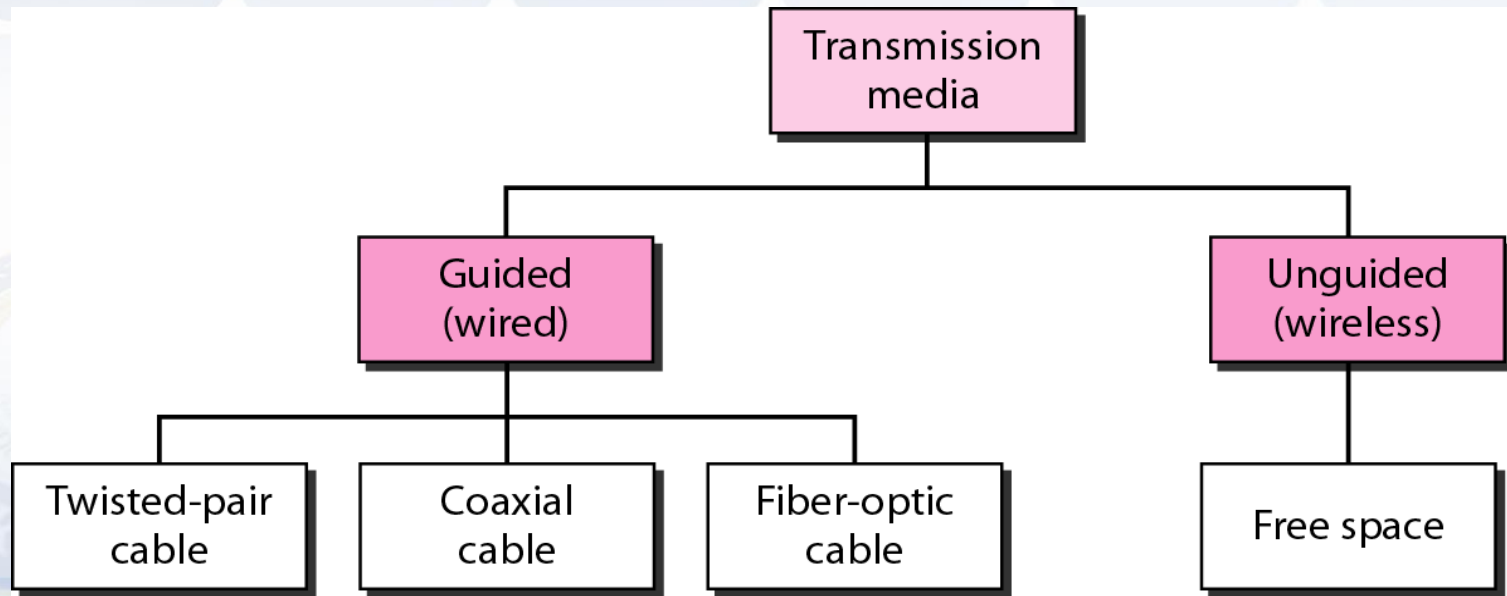 Transmission
media
Guided
(wired)
Unguided
(wireless)
Twisted-pair
cable
Coaxial
cable
Fiber-optic
cable
Free space